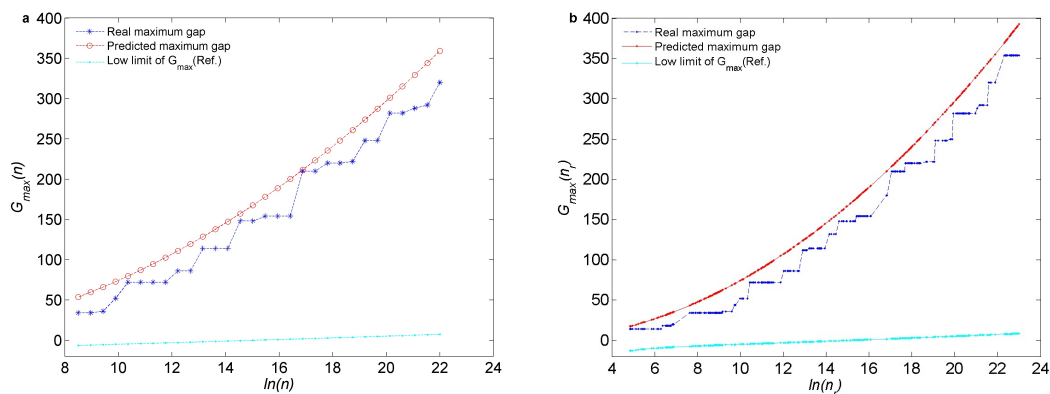 a
Real maximum gap
Predicted maximum gap
Low limit of Gmax(Ref.)
400
350
300
250
200
150
100
50
0
Gmax(n)
8 10 12 14 16 18 20 22 24
ln(n)
b
Real maximum gap
Predicted maximum gap
Low limit of Gmax(Ref.)
400
350
300
250
200
150
100
50
0
Gmax(nr)
4 6 8 10 12 14 16 18 20 22 24
ln(nr)